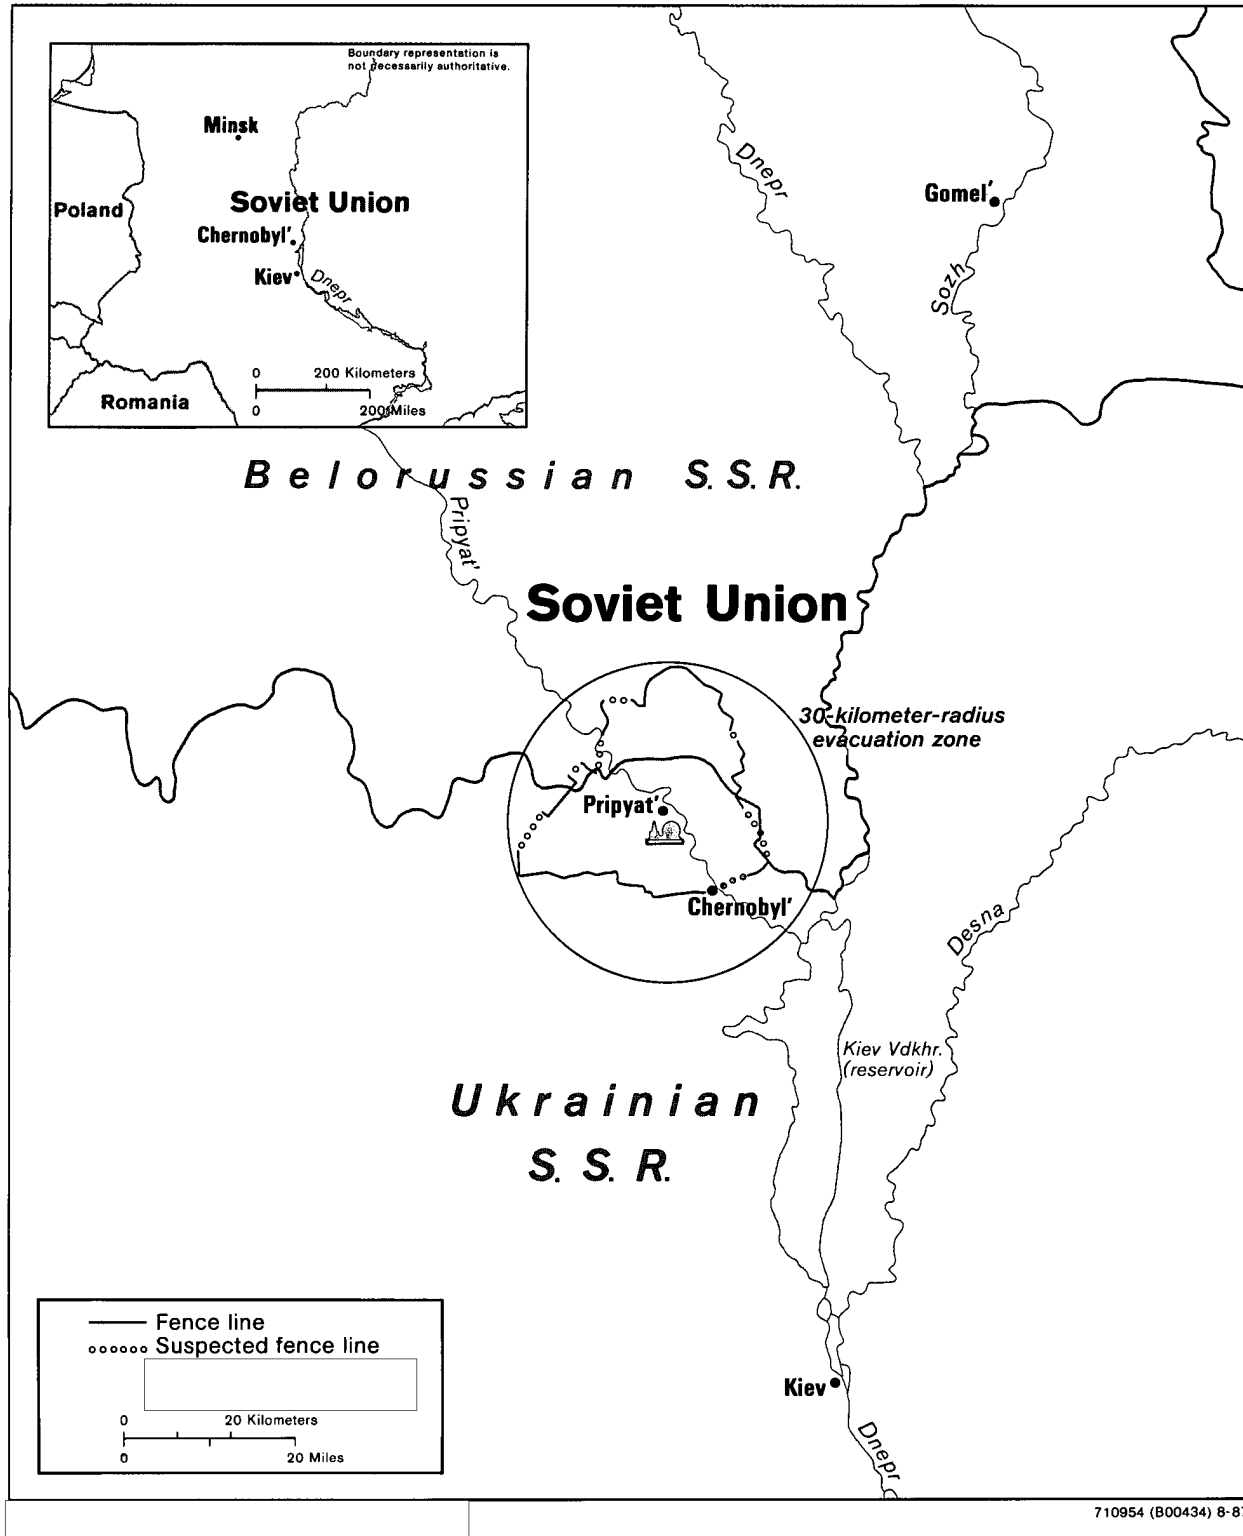 Boundary representation is
not necessarily authoritative.
Minsk
Soviet Union
Poland
Chernobyl'
Kiev
Dnepr
0 200 Kilometers
0 200 Miles
Romania
Dnepr
Gomel'
Sozh
Belorussian S.S.R.
Pripyat'
Soviet Union
30-kilometer-radius
evacuation zone
Pripyat'
Chernobyl'
Desna
Kiev Vdkhr.
(reservoir)
Ukrainian
S. S. R.
Fence line
Suspected fence line
0 20 Kilometers
0 20 Miles
Kiev
Dnepr
710954 (B00434) 8-87